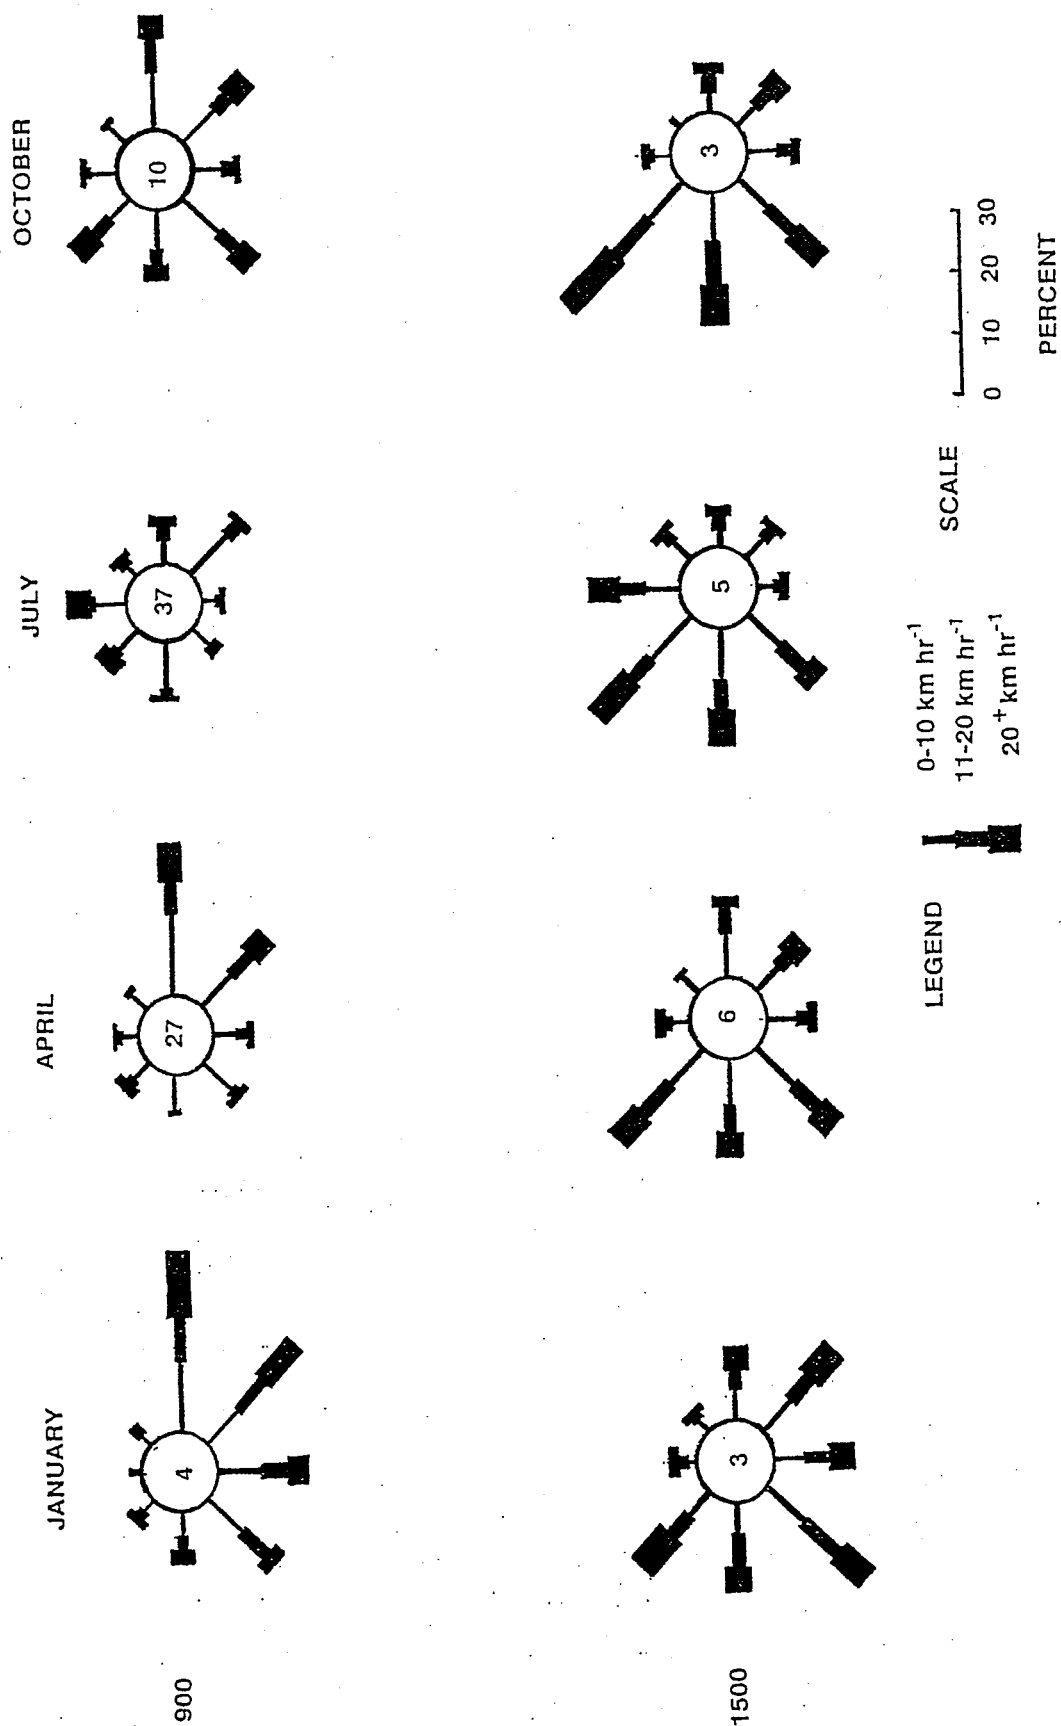 JANUARY APRIL JULY OCTOBER
900 4 27 37 10
1500 3 6 5 3
LEGEND 0-10 km hr⁻¹
11-20 km hr⁻¹
20⁺ km hr⁻¹
SCALE
0 10 20 30
PERCENT